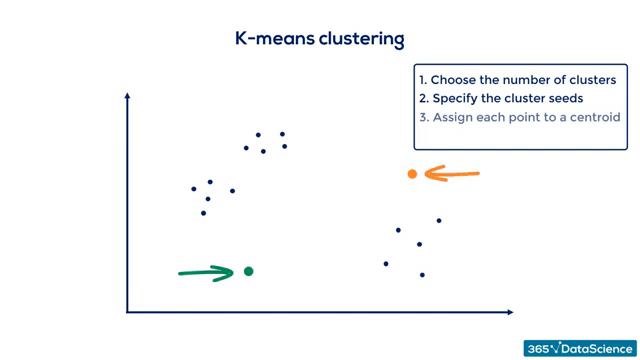 K-means clustering
1. Choose the number of clusters
2. Specify the cluster seeds
3. Assign each point to a centroid
365 DataScience